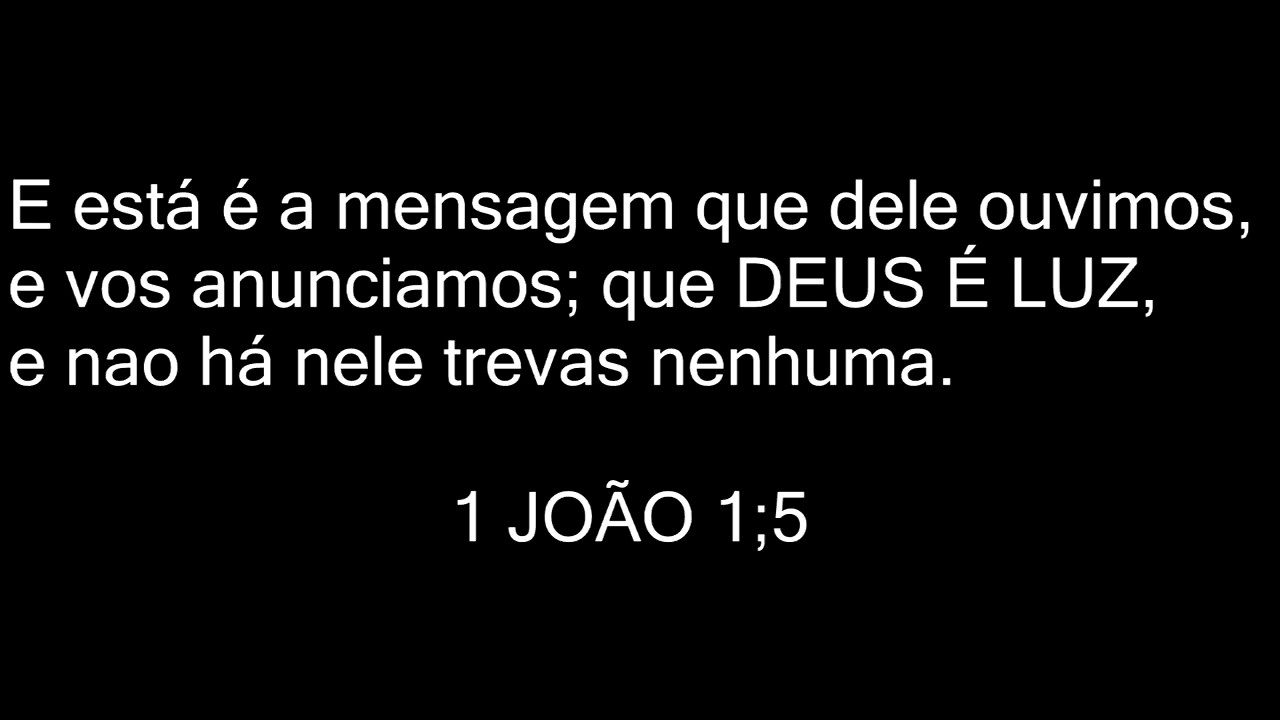 E está é a mensagem que dele ouvimos,
e vos anunciamos; que DEUS É LUZ,
e nao há nele trevas nenhuma.
1 JOÃO 1;5